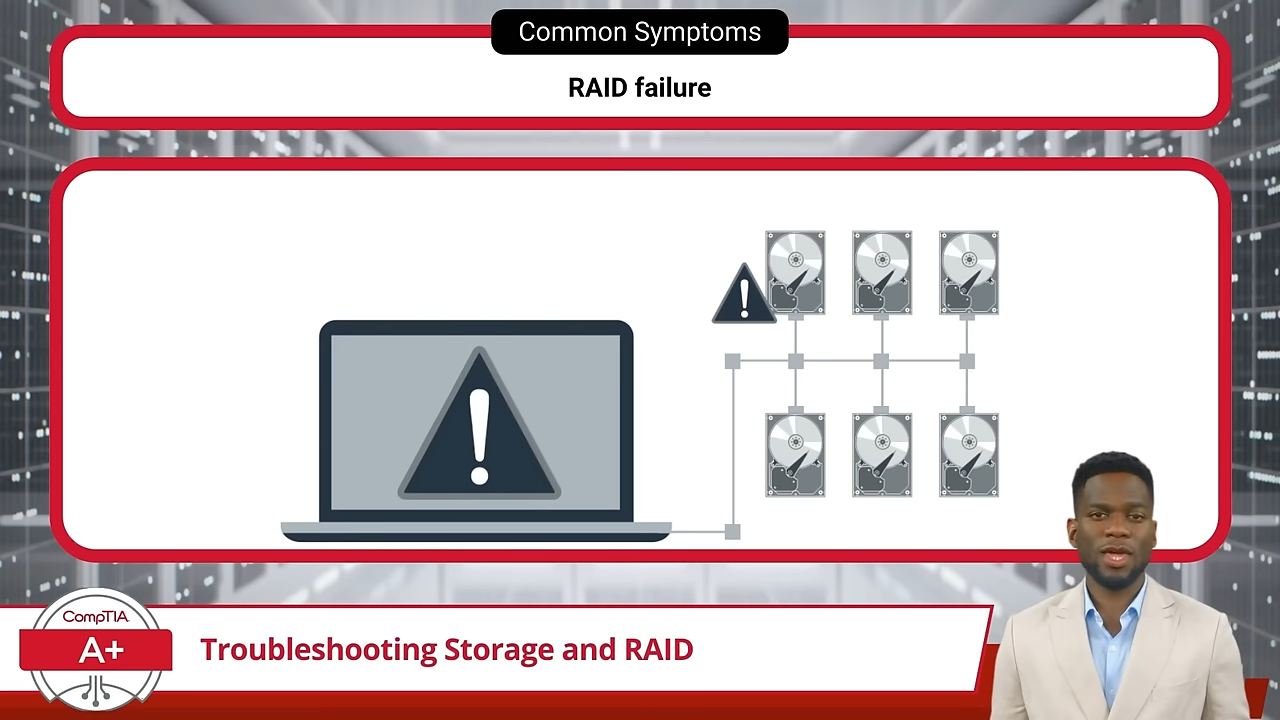 Common Symptoms
RAID failure
CompTIA
A+
Troubleshooting Storage and RAID